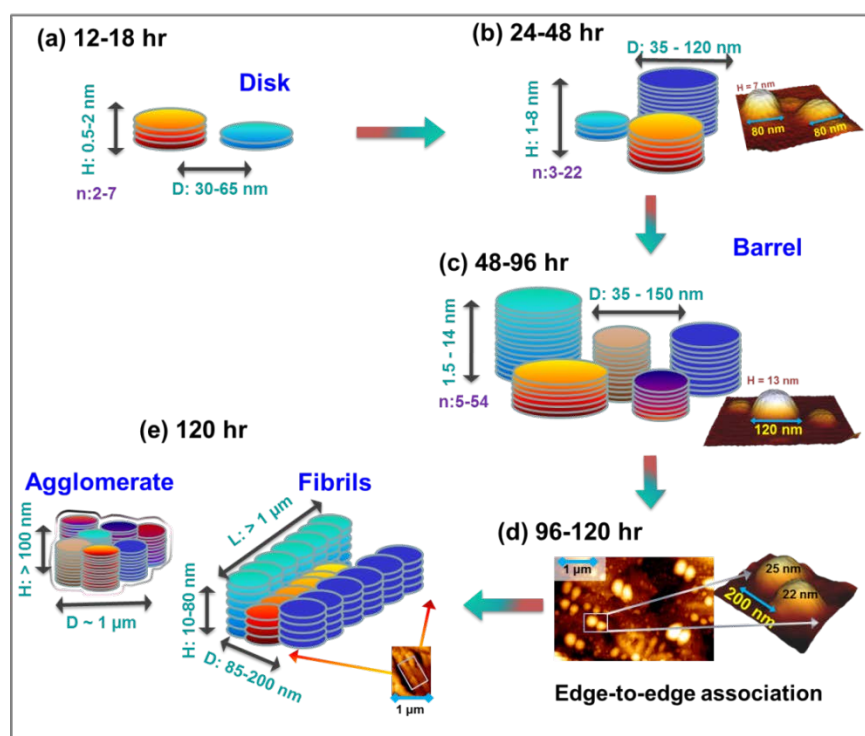 (a) 12-18 hr
Disk
H: 0.5-2 nm
n:2-7
D: 30-65 nm
(b) 24-48 hr
D: 35 - 120 nm
H: 1-8 nm
n:3-22
H = 7 nm
80 nm
80 nm
Barrel
(c) 48-96 hr
D: 35 - 150 nm
1.5 - 14 nm
n:5-54
H = 13 nm
120 nm
(d) 96-120 hr
1 µm
25 nm
22 nm
200 nm
Edge-to-edge association
(e) 120 hr
Agglomerate
H: > 100 nm
D ~ 1 µm
Fibrils
L: > 1 µm
H: 10-80 nm
D: 85-200 nm
1 µm